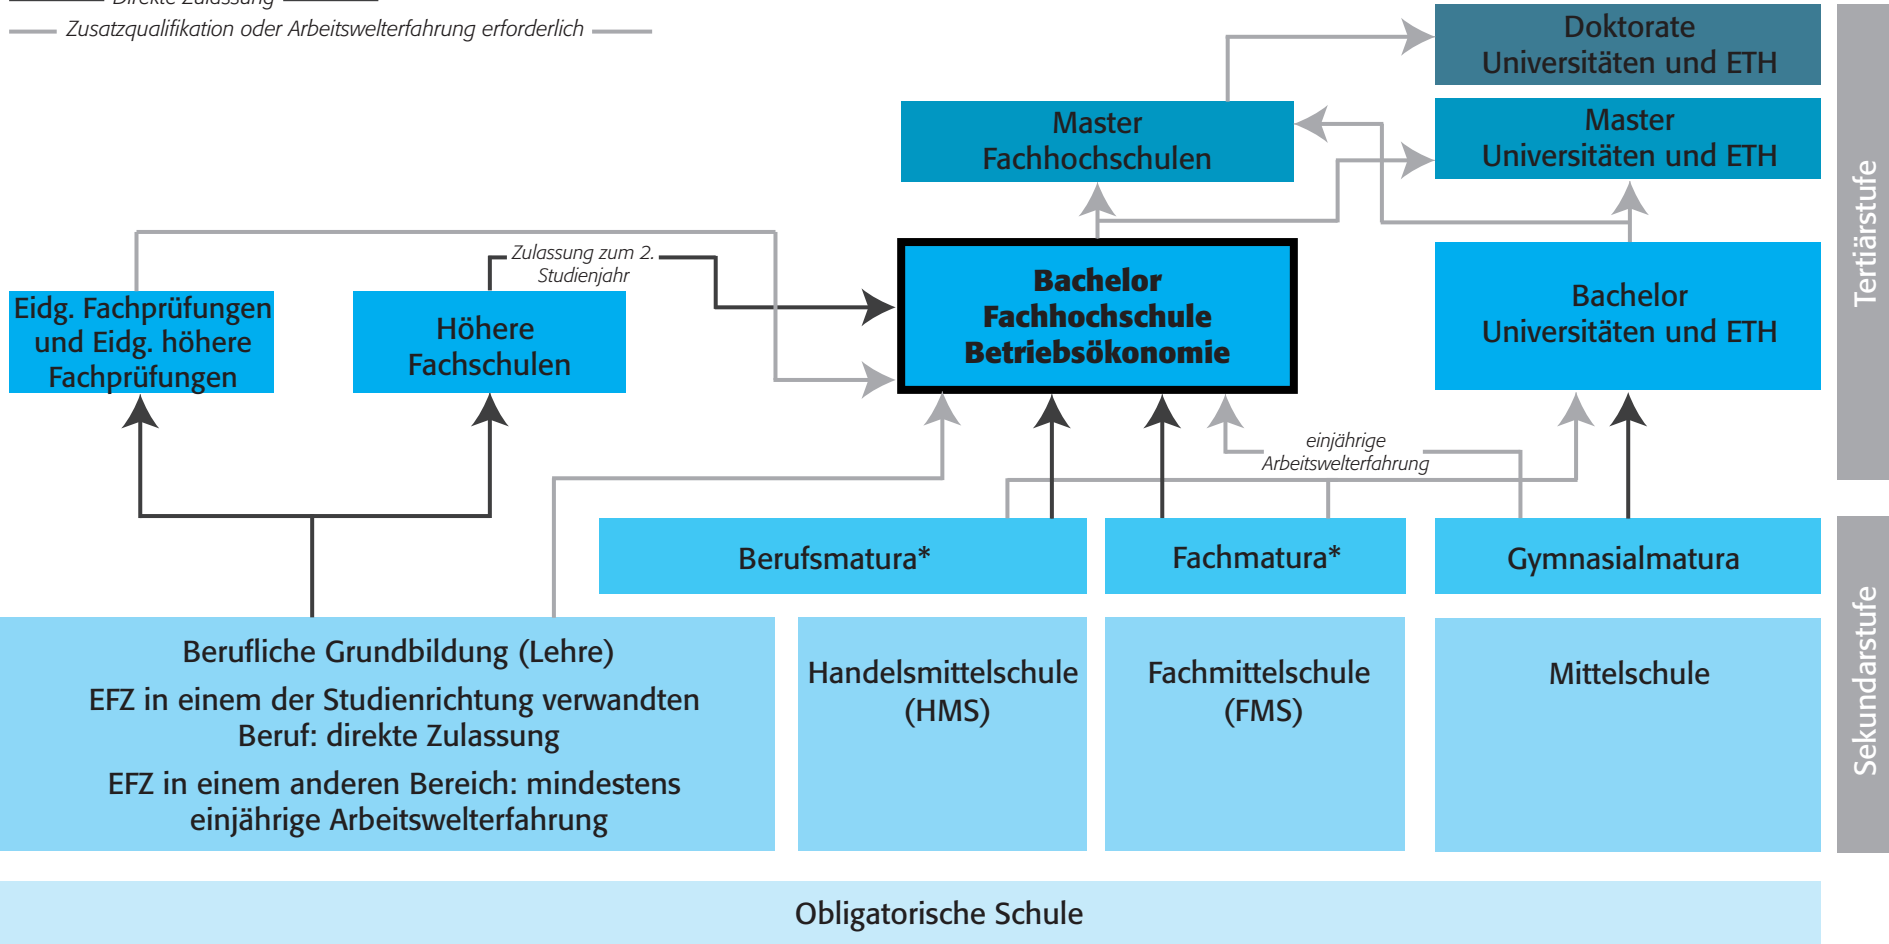 Direkte Zulassung
Zusatzqualifikation oder Arbeitswelterfahrung erforderlich
Doktorate
Universitäten und ETH
Master
Fachhochschulen
Master
Universitäten und ETH
Tertiärstufe
Zulassung zum 2.
Studienjahr
Eidg. Fachprüfungen
und Eidg. höhere
Fachprüfungen
Höhere
Fachschulen
Bachelor
Fachhochschule
Betriebsökonomie
Bachelor
Universitäten und ETH
einjährige
Arbeitswelterfahrung
Berufsmatura*
Fachmatura*
Gymnasialmatura
Sekundarstufe
Berufliche Grundbildung (Lehre)
EFZ in einem der Studienrichtung verwandten
Beruf: direkte Zulassung
EFZ in einem anderen Bereich: mindestens
einjährige Arbeitswelterfahrung
Handelsmittelschule
(HMS)
Fachmittelschule
(FMS)
Mittelschule
Obligatorische Schule